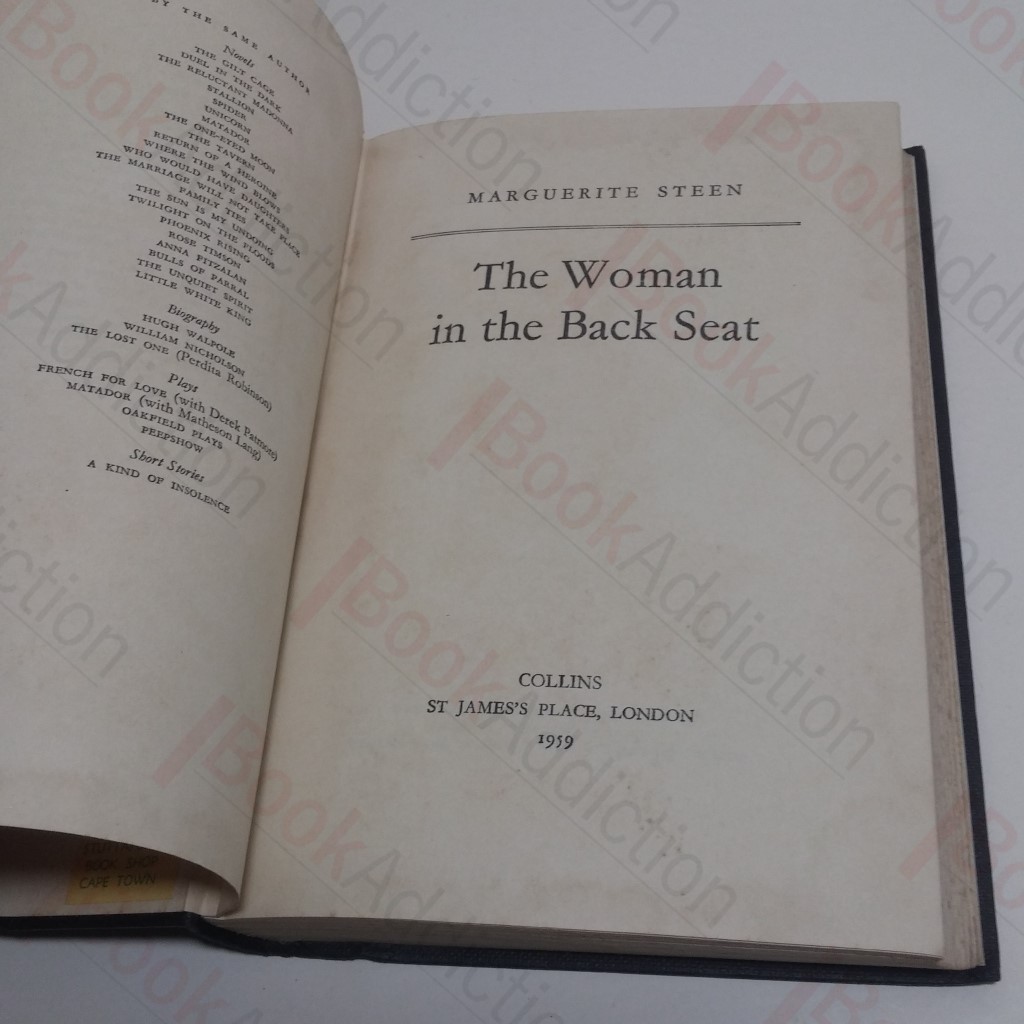 BY THE SAME AUTHOR
Novels
THE GILT CAGE
DUEL IN THE DARK
THE RELUCTANT MADONNA
STALLION
SPIDER
UNICORN
MATADOR
THE ONE-EYED MOON
THE TAVERN
RETURN OF A HEROINE
WHERE THE WIND BLOWS
WHO WOULD HAVE DAUGHTERS
THE MARRIAGE WILL NOT TAKE PLACE
FAMILY TIES
THE SUN IS MY UNDOING
TWILIGHT ON THE FLOODS
PHOENIX RISING
ROSE TIMSON
ANNA FITZALAN
BULLS OF PARRAL
THE UNQUIET SPIRIT
LITTLE WHITE KING
Biography
HUGH WALPOLE
WILLIAM NICHOLSON
THE LOST ONE (Perdita Robinson)
Plays
FRENCH FOR LOVE (with Derek Patmore)
MATADOR (with Matheson Lang)
OAKFIELD PLAYS
PEEPSHOW
Short Stories
A KIND OF INSOLENCE
BOOK SHOP
CAPE TOWN
MARGUERITE STEEN
The Woman
in the Back Seat
COLLINS
ST JAMES'S PLACE, LONDON
1959
BookAddiction